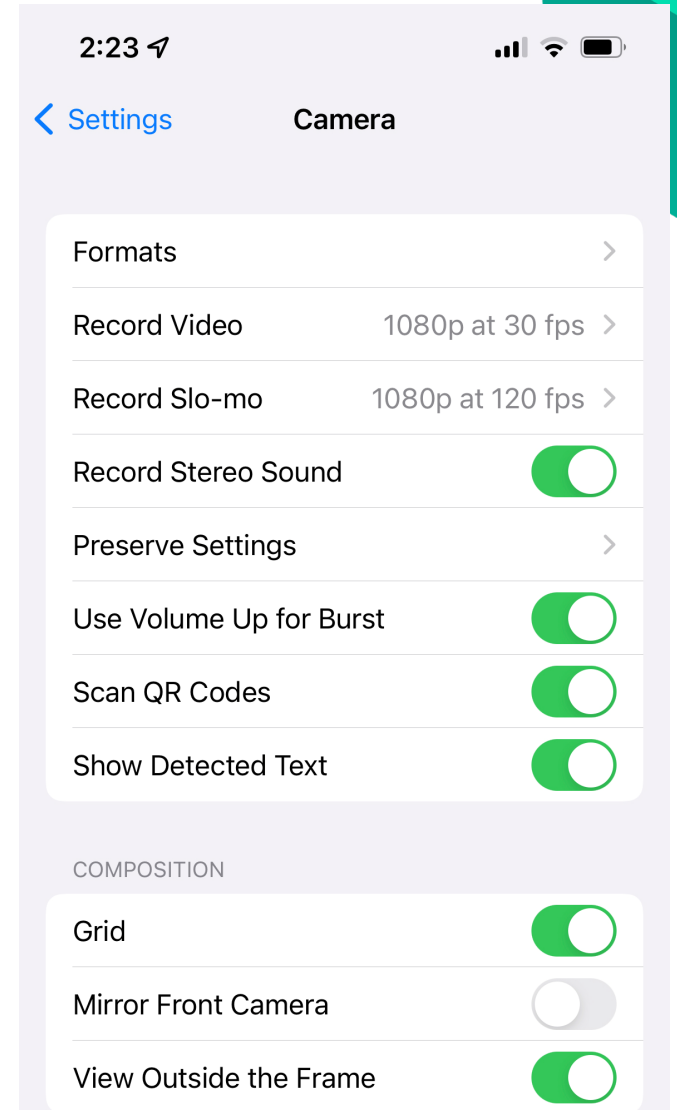 2:23
Settings
Camera
Formats
Record Video 1080p at 30 fps
Record Slo-mo 1080p at 120 fps
Record Stereo Sound
Preserve Settings
Use Volume Up for Burst
Scan QR Codes
Show Detected Text
COMPOSITION
Grid
Mirror Front Camera
View Outside the Frame